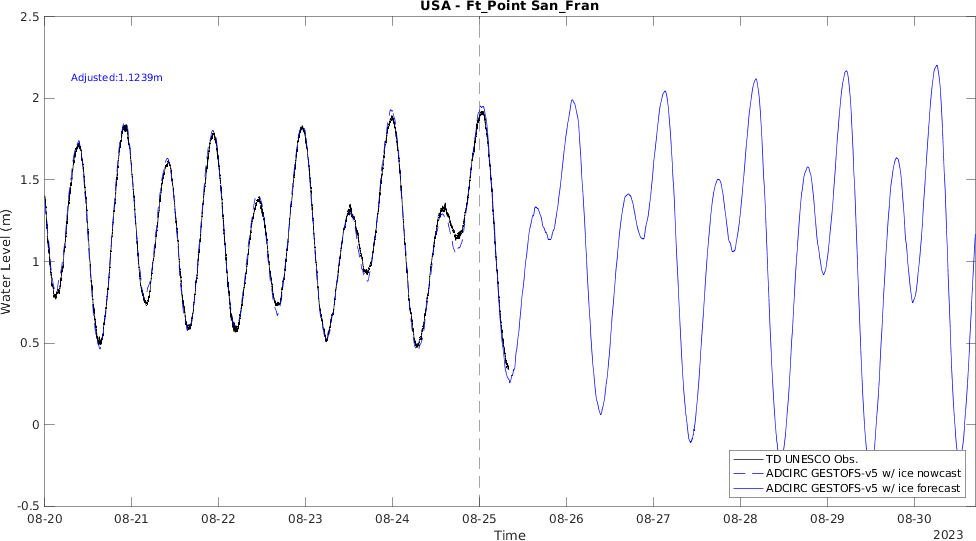 USA - Ft_Point San_Fran
Adjusted:1.1239m
Water Level (m)
2.5
2
1.5
1
0.5
0
-0.5
TD UNESCO Obs.
ADCIRC GESTOFS-v5 w/ ice nowcast
ADCIRC GESTOFS-v5 w/ ice forecast
08-20 08-21 08-22 08-23 08-24 08-25 08-26 08-27 08-28 08-29 08-30
Time
2023